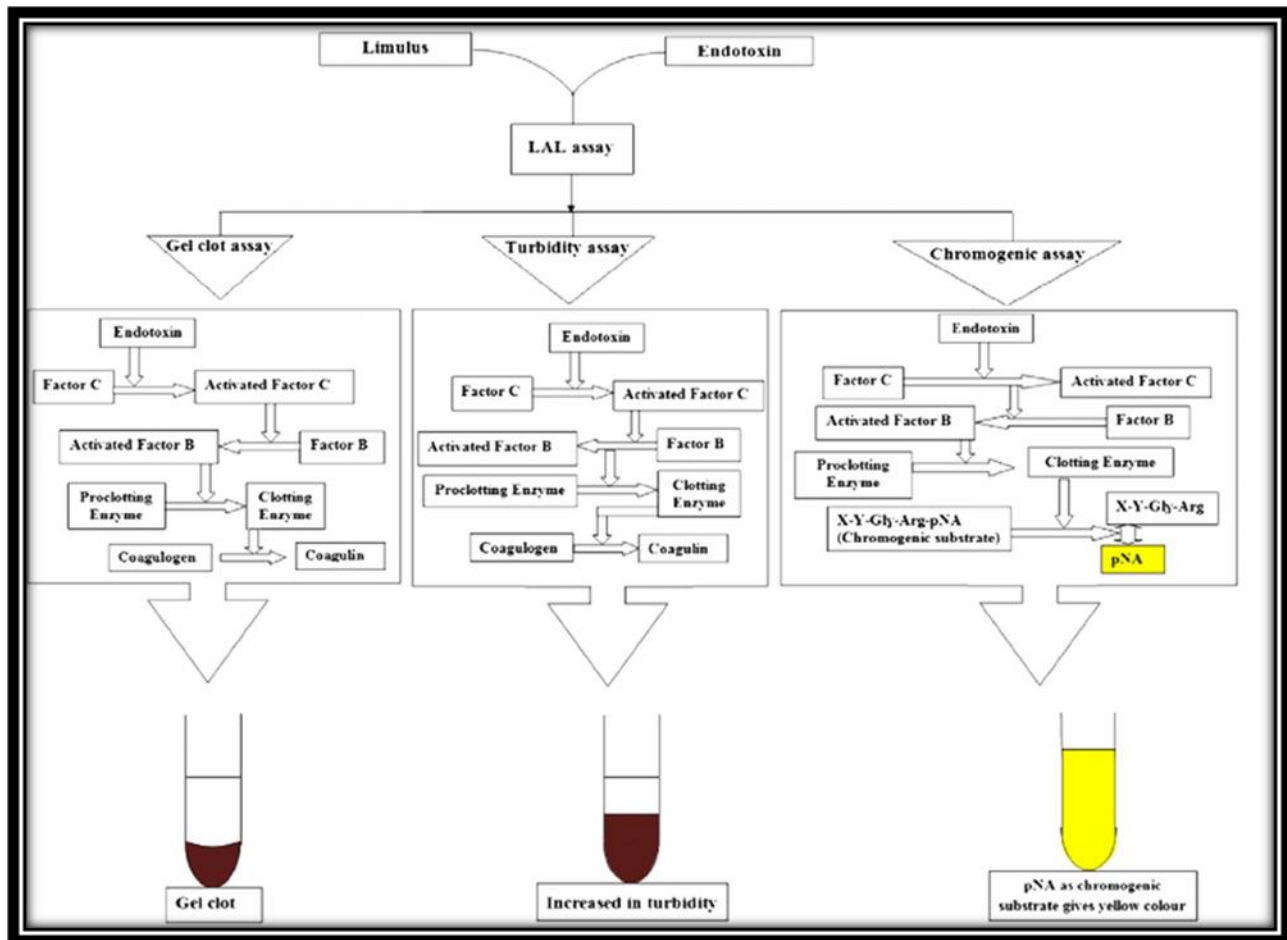 Limulus
Endotoxin
LAL assay
Gel clot assay
Turbidity assay
Chromogenic assay
Endotoxin
Factor C
Activated Factor C
Activated Factor B
Factor B
Proclotting
Enzyme
Clotting
Enzyme
Coagulogen
Coagulin
Endotoxin
Factor C
Activated Factor C
Activated Factor B
Factor B
Proclotting Enzyme
Clotting
Enzyme
Coagulogen
Coagulin
Endotoxin
Factor C
Activated Factor C
Activated Factor B
Factor B
Proclotting
Enzyme
Clotting Enzyme
X-Y-Gly-Arg-pNA
(Chromogenic substrate)
X-Y-Gly-Arg
pNA
Gel clot
Increased in turbidity
pNA as chromogenic
substrate gives yellow colour